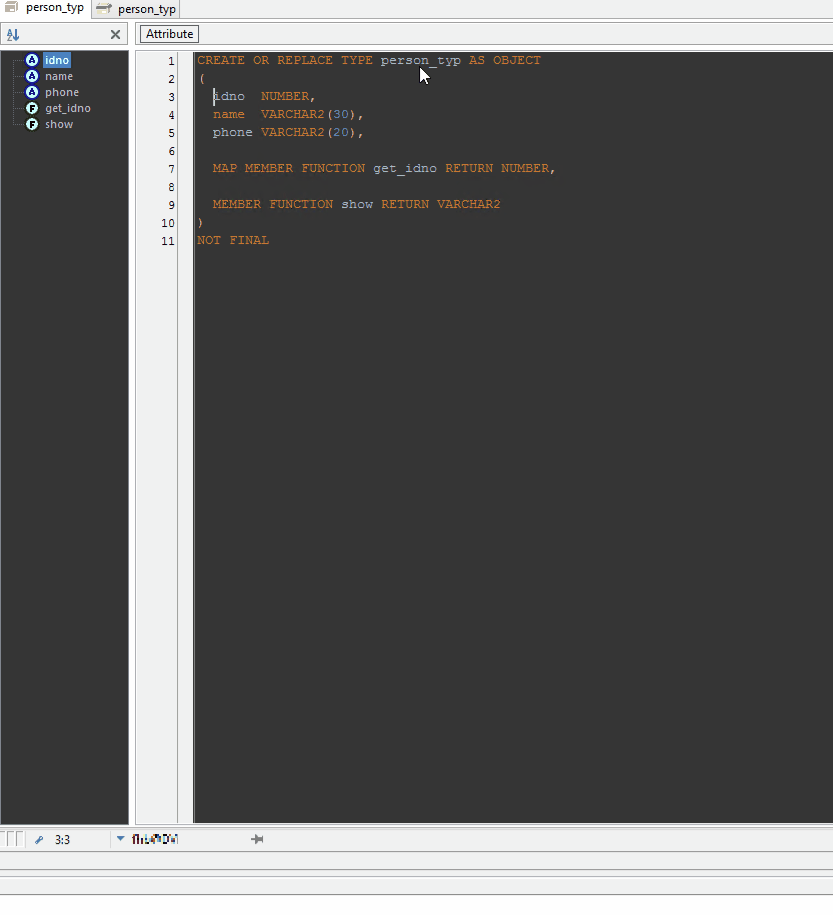 person_typ person_typ
Attribute
idno
name
phone
get_idno
show
1 CREATE OR REPLACE TYPE person_typ AS OBJECT
2 (
3 idno NUMBER,
4 name VARCHAR2(30),
5 phone VARCHAR2(20),
6
7 MAP MEMBER FUNCTION get_idno RETURN NUMBER,
8
9 MEMBER FUNCTION show RETURN VARCHAR2
10 )
11 NOT FINAL
3:3